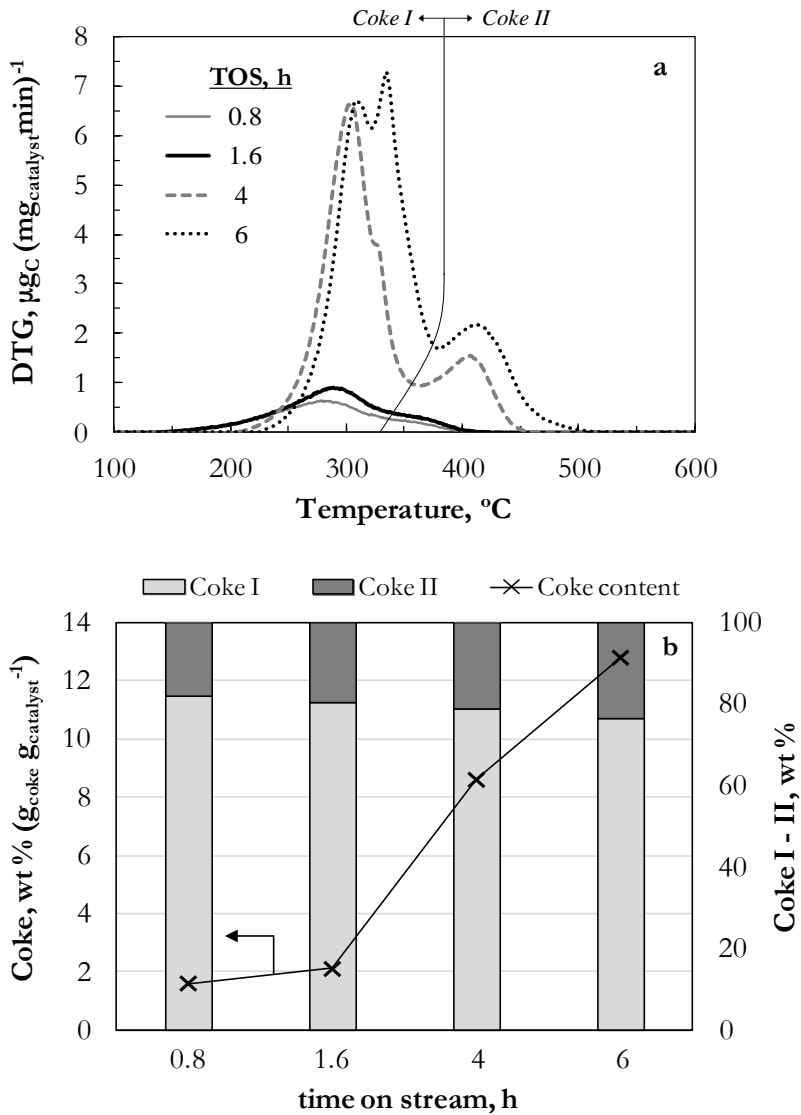 Coke I Coke II
a
8
7
6
5
4
3
2
1
0
DTG, µgC (mgcatalyst min)-1
TOS, h
0.8
1.6
4
6
100 200 300 400 500 600
Temperature, ºC
Coke I Coke II Coke content
b
14
12
10
8
6
4
2
0
Coke, wt % (gcoke gcatalyst-1)
100
80
60
40
20
0
Coke I - II, wt %
0.8 1.6 4 6
time on stream, h